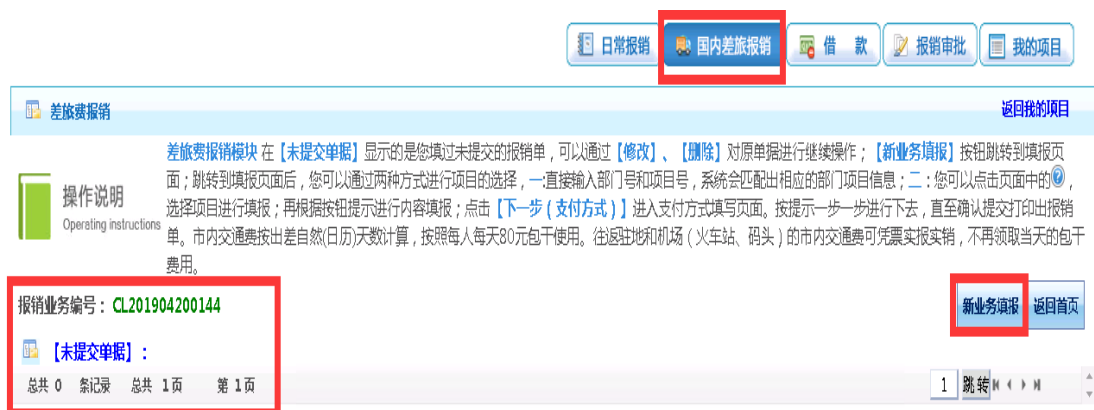 日常报销 国内差旅报销 借 款 报销审批 我的项目
差旅费报销 返回我的项目
操作说明
Operating instructions
差旅费报销模块 在【未提交单据】显示的是您填过未提交的报销单，可以通过【修改】、【删除】对原单据进行继续操作；【新业务填报】按钮跳转到填报页
面；跳转到填报页面后，您可以通过两种方式进行项目的选择，一:直接输入部门号和项目号，系统会匹配出相应的部门项目信息；二：您可以点击页面中的?，
选择项目进行填报；再根据按钮提示进行内容填报；点击【下一步（支付方式）】进入支付方式填写页面。按提示一步一步进行下去，直至确认提交打印出报销
单。市内交通费按出差自然(日历)天数计算，按照每人每天80元包干使用。往返驻地和机场（火车站、码头）的市内交通费可凭票实报实销，不再领取当天的包干
费用。
报销业务编号：CL201904200144 新业务填报 返回首页
【未提交单据】：
总共 0 条记录 总共 1页 第 1页 1 跳转